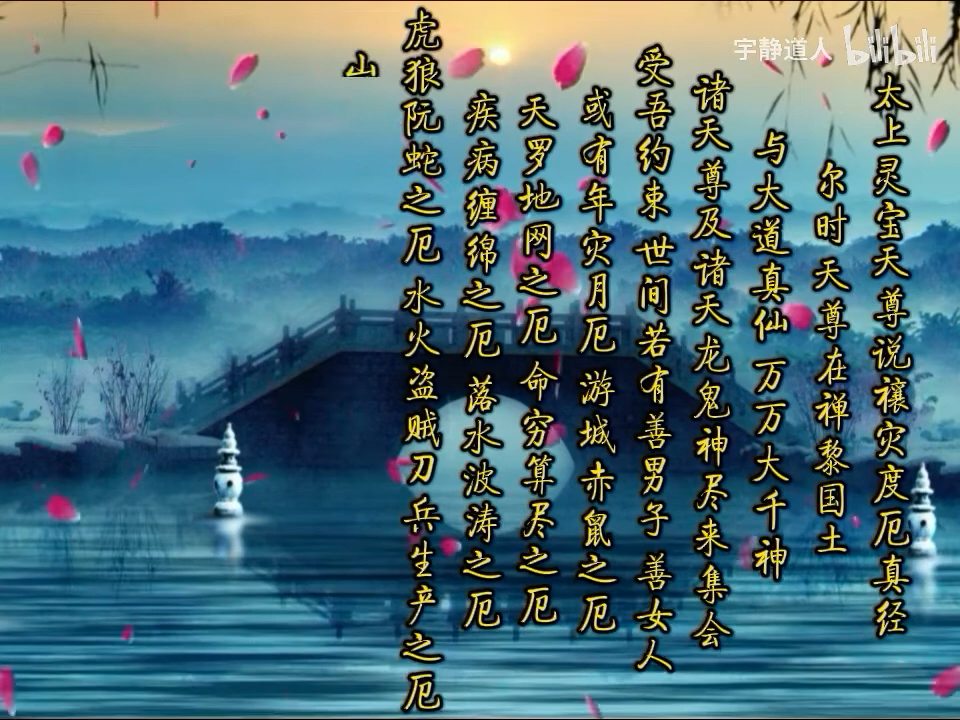 宇静道人 bilibili
太上灵宝天尊说禳灾度厄真经
尔时 天尊在禅黎国土
与大道真仙 万万大千神
诸天尊及诸天龙鬼神尽来集会
受吾约束 世间若有善男子 善女人
或有年灾月厄 游城赤鼠之厄
天罗地网之厄 命穷算尽之厄
疾病缠绵之厄 落水波涛之厄
虎狼阮蛇之厄 水火盗贼刀兵生产之厄
山